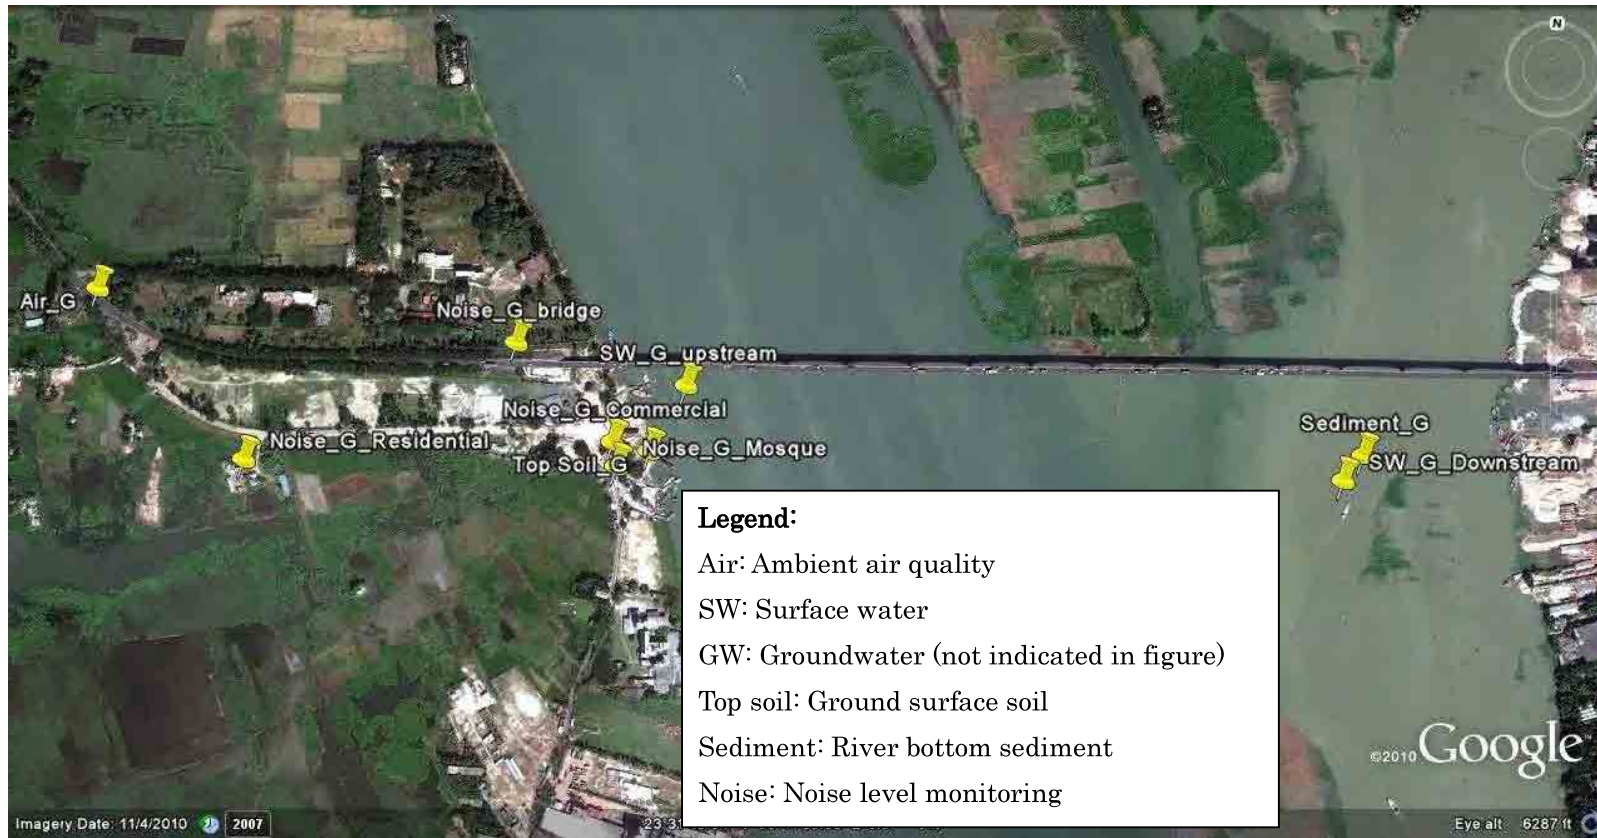 N
Air_G
Noise_G_bridge
SW_G_upstream
Noise_G_Commercial
Noise_G_Residential
Noise_G_Mosque
Top Soil_G
Sediment_G
SW_G_Downstream
Legend:
Air: Ambient air quality
SW: Surface water
GW: Groundwater (not indicated in figure)
Top soil: Ground surface soil
Sediment: River bottom sediment
Noise: Noise level monitoring
©2010 Google
Imagery Date: 11/4/2010 2007
Eye alt 6287 ft